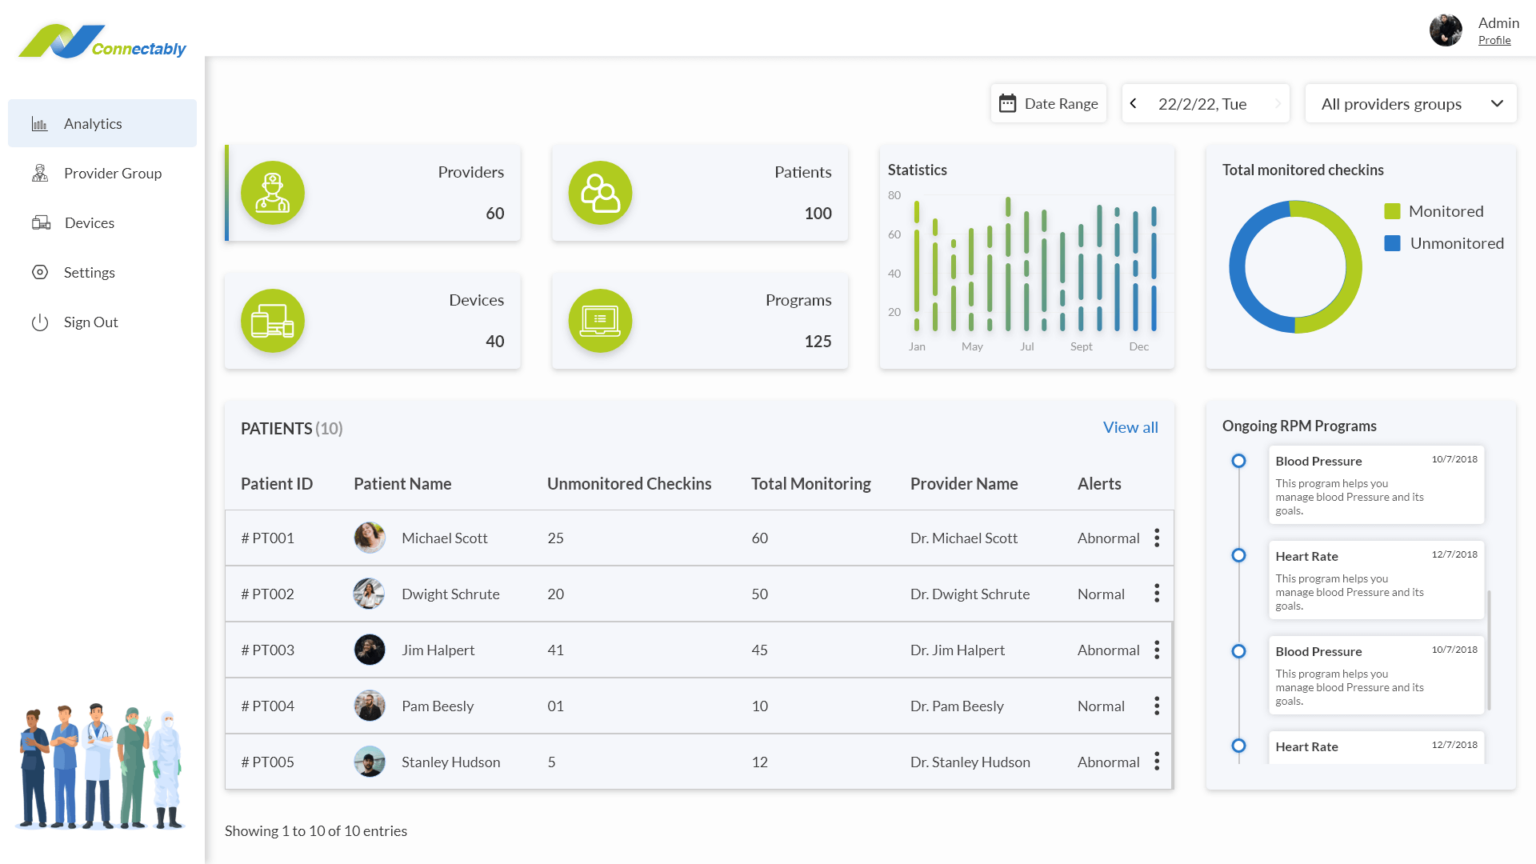 Connectably
Admin
Profile
Analytics
Provider Group
Devices
Settings
Sign Out
Date Range
22/2/22, Tue
All providers groups
Providers
60
Patients
100
Devices
40
Programs
125
Statistics
80
60
40
20
Jan May Jul Sept Dec
Total monitored checkins
Monitored
Unmonitored
PATIENTS (10)
View all
Patient ID Patient Name Unmonitored Checkins Total Monitoring Provider Name Alerts
# PT001 Michael Scott 25 60 Dr. Michael Scott Abnormal
# PT002 Dwight Schrute 20 50 Dr. Dwight Schrute Normal
# PT003 Jim Halpert 41 45 Dr. Jim Halpert Abnormal
# PT004 Pam Beesly 01 10 Dr. Pam Beesly Normal
# PT005 Stanley Hudson 5 12 Dr. Stanley Hudson Abnormal
Showing 1 to 10 of 10 entries
Ongoing RPM Programs
Blood Pressure 10/7/2018
This program helps you
manage blood Pressure and its
goals.
Heart Rate 12/7/2018
This program helps you
manage blood Pressure and its
goals.
Blood Pressure 10/7/2018
This program helps you
manage blood Pressure and its
goals.
Heart Rate 12/7/2018